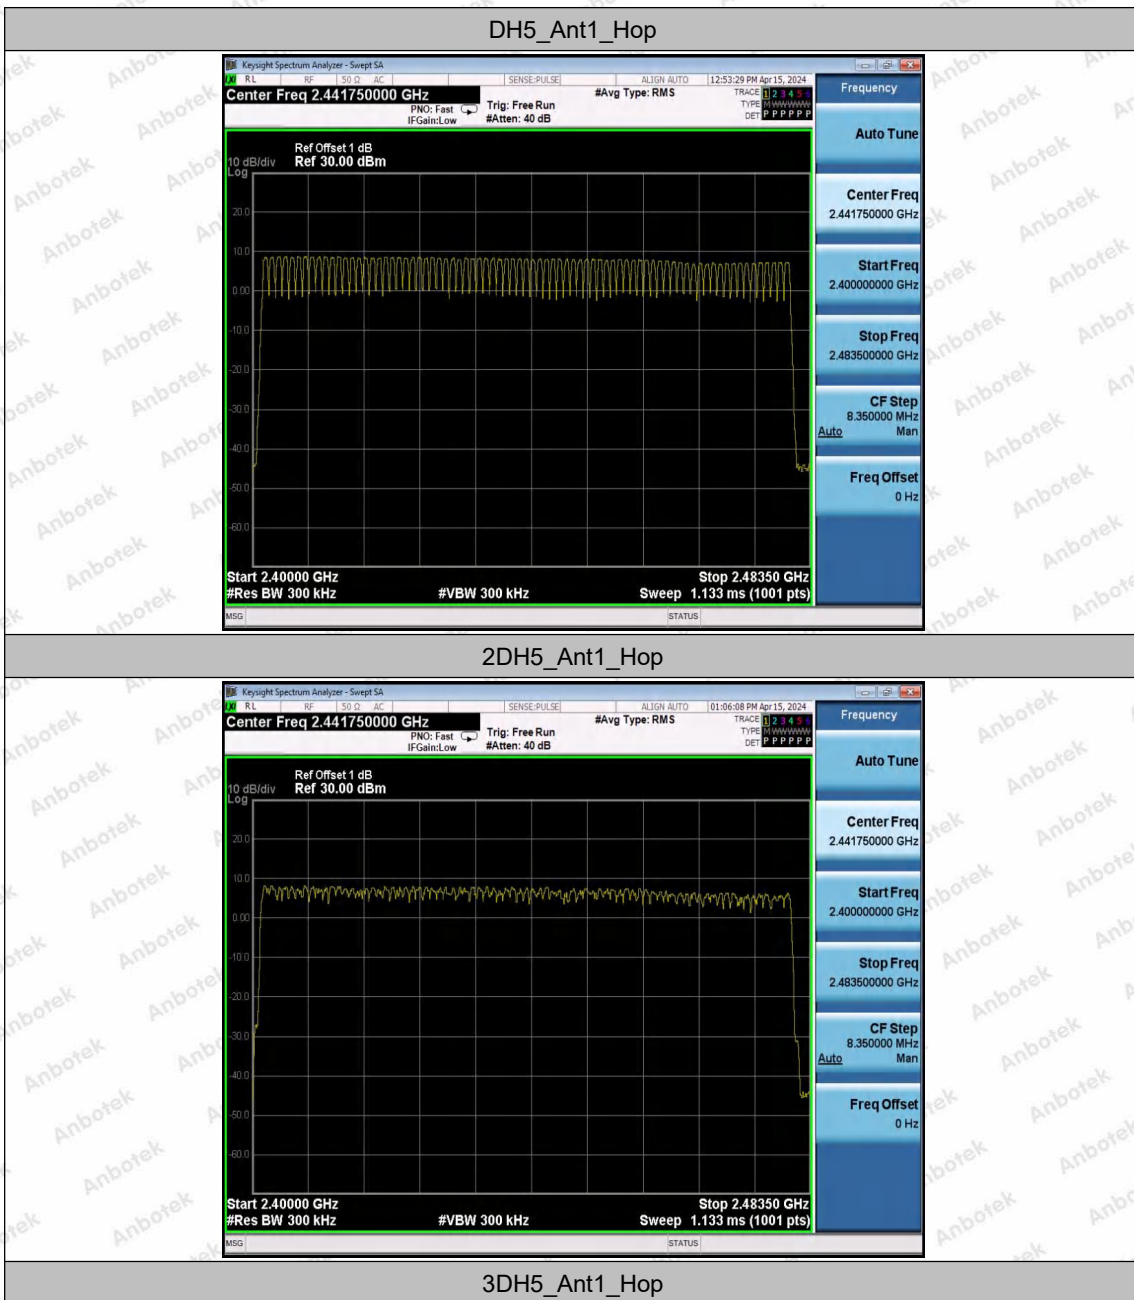 DH5_Ant1_Hop
Keysight Spectrum Analyzer - Swept SA
LXI RL RF 50 Ω AC SENSE:PULSE ALIGN AUTO 12:53:29 PM Apr 15, 2024
Center Freq 2.441750000 GHz #Avg Type: RMS TRACE 1 2 3 4 5 6
PNO: Fast Trig: Free Run TYPE M W W W W W
IFGain:Low #Atten: 40 dB DET P P P P P P
Frequency
Auto Tune
Ref Offset 1 dB
10 dB/div Ref 30.00 dBm
Log
20.0
10.0
0.00
-10.0
-20.0
-30.0
-40.0
-50.0
-60.0
Center Freq
2.441750000 GHz
Start Freq
2.400000000 GHz
Stop Freq
2.483500000 GHz
CF Step
8.350000 MHz
Auto Man
Freq Offset
0 Hz
Start 2.40000 GHz Stop 2.48350 GHz
#Res BW 300 kHz #VBW 300 kHz Sweep 1.133 ms (1001 pts)
MSG STATUS
2DH5_Ant1_Hop
Keysight Spectrum Analyzer - Swept SA
LXI RL RF 50 Ω AC SENSE:PULSE ALIGN AUTO 01:06:08 PM Apr 15, 2024
Center Freq 2.441750000 GHz #Avg Type: RMS TRACE 1 2 3 4 5 6
PNO: Fast Trig: Free Run TYPE M W W W W W
IFGain:Low #Atten: 40 dB DET P P P P P P
Frequency
Auto Tune
Ref Offset 1 dB
10 dB/div Ref 30.00 dBm
Log
20.0
10.0
0.00
-10.0
-20.0
-30.0
-40.0
-50.0
-60.0
Center Freq
2.441750000 GHz
Start Freq
2.400000000 GHz
Stop Freq
2.483500000 GHz
CF Step
8.350000 MHz
Auto Man
Freq Offset
0 Hz
Start 2.40000 GHz Stop 2.48350 GHz
#Res BW 300 kHz #VBW 300 kHz Sweep 1.133 ms (1001 pts)
MSG STATUS
3DH5_Ant1_Hop
Anbotek